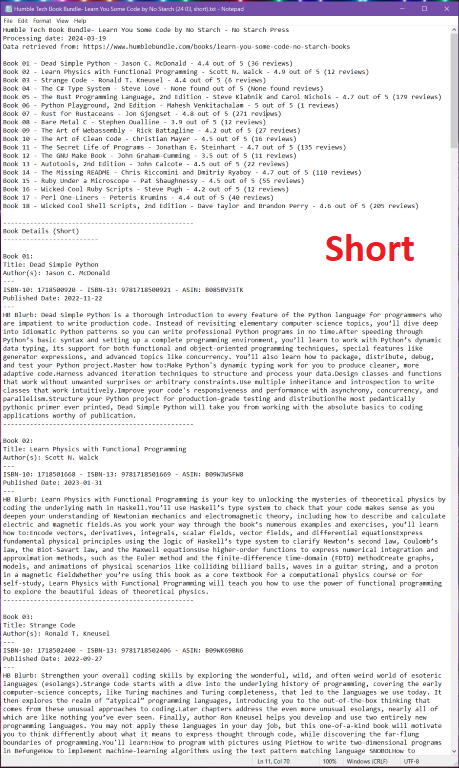 Humble Tech Book Bundle- Learn You Some Code by No Starch (24 03, short).txt - Notepad
File Edit Format View Help
Humble Tech Book Bundle- Learn You Some Code by No Starch - No Starch Press
Processing date: 2024-03-19
Data retrieved from: https://www.humblebundle.com/books/learn-you-some-code-no-starch-books
Book 01 - Dead Simple Python - Jason C. McDonald - 4.4 out of 5 (36 reviews)
Book 02 - Learn Physics with Functional Programming - Scott N. Walck - 4.9 out of 5 (12 reviews)
Book 03 - Strange Code - Ronald T. Kneusel - 4.4 out of 5 (6 reviews)
Book 04 - The C# Type System - Steve Love - None found out of 5 (None found reviews)
Book 05 - The Rust Programming Language, 2nd Edition - Steve Klabnik and Carol Nichols - 4.7 out of 5 (179 reviews)
Book 06 - Python Playground, 2nd Edition - Mahesh Venkitachalam - 5 out of 5 (1 reviews)
Book 07 - Rust for Rustaceans - Jon Gjengset - 4.8 out of 5 (271 reviews)
Book 08 - Bare Metal C - Stephen Oualline - 3.9 out of 5 (12 reviews)
Book 09 - The Art of WebAssembly - Rick Battagline - 4.2 out of 5 (27 reviews)
Book 10 - The Art of Clean Code - Christian Mayer - 4.5 out of 5 (16 reviews)
Book 11 - The Secret Life of Programs - Jonathan E. Steinhart - 4.7 out of 5 (135 reviews)
Book 12 - The GNU Make Book - John Graham-Cumming - 3.5 out of 5 (11 reviews)
Book 13 - Autotools, 2nd Edition - John Calcote - 4.5 out of 5 (22 reviews)
Book 14 - The Missing README - Chris Riccomini and Dmitriy Ryaboy - 4.7 out of 5 (110 reviews)
Book 15 - Ruby Under a Microscope - Pat Shaughnessy - 4.5 out of 5 (55 reviews)
Book 16 - Wicked Cool Ruby Scripts - Steve Pugh - 4.2 out of 5 (12 reviews)
Book 17 - Perl One-Liners - Peteris Krumins - 4.4 out of 5 (40 reviews)
Book 18 - Wicked Cool Shell Scripts, 2nd Edition - Dave Taylor and Brandon Perry - 4.6 out of 5 (205 reviews)
------------------------------------------------
Book Details (Short)
------------------------
Short
Book 01:
Title: Dead Simple Python
Author(s): Jason C. McDonald
---
ISBN-10: 1718500920 - ISBN-13: 9781718500921 - ASIN: B085BV31TK
Published Date: 2022-11-22
---
HB Blurb: Dead Simple Python is a thorough introduction to every feature of the Python language for programmers
who are impatient to write production code. Instead of revisiting elementary computer science topics, you'll dive deep
into idiomatic Python patterns so you can write professional Python programs in no time.After speeding through
Python's basic syntax and setting up a complete programming environment, you'll learn to work with Python's dynamic
data typing, its support for both functional and object-oriented programming techniques, special features like
generator expressions, and advanced topics like concurrency. You'll also learn how to package, distribute, debug,
and test your Python project.Master how to:Make Python's dynamic typing work for you to produce cleaner, more
adaptive code.Harness advanced iteration techniques to structure and process your data.Design classes and functions
that work without unwanted surprises or arbitrary constraints.Use multiple inheritance and introspection to write
classes that work intuitively.Improve your code's responsiveness and performance with asynchrony, concurrency, and
parallelism.Structure your Python project for production-grade testing and distributionThe most pedantically
pythonic primer ever printed, Dead Simple Python will take you from working with the absolute basics to coding
applications worthy of publication.
------------------------------------------------
Book 02:
Title: Learn Physics with Functional Programming
Author(s): Scott N. Walck
---
ISBN-10: 1718501668 - ISBN-13: 9781718501669 - ASIN: B09WJWSFW8
Published Date: 2023-01-31
---
HB Blurb: Learn Physics with Functional Programming is your key to unlocking the mysteries of theoretical physics by
coding the underlying math in Haskell.You'll use Haskell's type system to check that your code makes sense as you
deepen your understanding of Newtonian mechanics and electromagnetic theory, including how to describe and calculate
electric and magnetic fields.As you work your way through the book's numerous examples and exercises, you'll learn
how to:Encode vectors, derivatives, integrals, scalar fields, vector fields, and differential equationsExpress
fundamental physical principles using the logic of Haskell's type system to clarify Newton's second law, Coulomb's
law, the Biot-Savart law, and the Maxwell equationsUse higher-order functions to express numerical integration and
approximation methods, such as the Euler method and the finite-difference time-domain (FDTD) methodCreate graphs,
models, and animations of physical scenarios like colliding billiard balls, waves in a guitar string, and a proton
in a magnetic fieldWhether you're using this book as a core textbook for a computational physics course or for
self-study, Learn Physics with Functional Programming will teach you how to use the power of functional programming
to explore the beautiful ideas of theoretical physics.
------------------------------------------------
Book 03:
Title: Strange Code
Author(s): Ronald T. Kneusel
---
ISBN-10: 1718502400 - ISBN-13: 9781718502406 - ASIN: B09WK69BN6
Published Date: 2022-09-27
---
HB Blurb: Strengthen your overall coding skills by exploring the wonderful, wild, and often weird world of esoteric
languages (esolangs).Strange Code starts with a dive into the underlying history of programming, covering the early
computer-science concepts, like Turing machines and Turing completeness, that led to the languages we use today. It
then explores the realm of "atypical" programming languages, introducing you to the out-of-the-box thinking that
comes from these unusual approaches to coding.Later chapters address the even more unusual esolangs, nearly all of
which are like nothing you've ever seen. Finally, author Ron Kneusel helps you develop and use two entirely new
programming languages. You may not apply these languages in your day job, but this one-of-a-kind book will motivate
you to think differently about what it means to express thought through code, while discovering the far-flung
boundaries of programming.You'll learn:How to program with pictures using PietHow to write two-dimensional programs
in BefungeHow to implement machine-learning algorithms using the text pattern matching language SNOBOLHow to
Ln 11, Col 70 100% Windows (CRLF) UTF-8